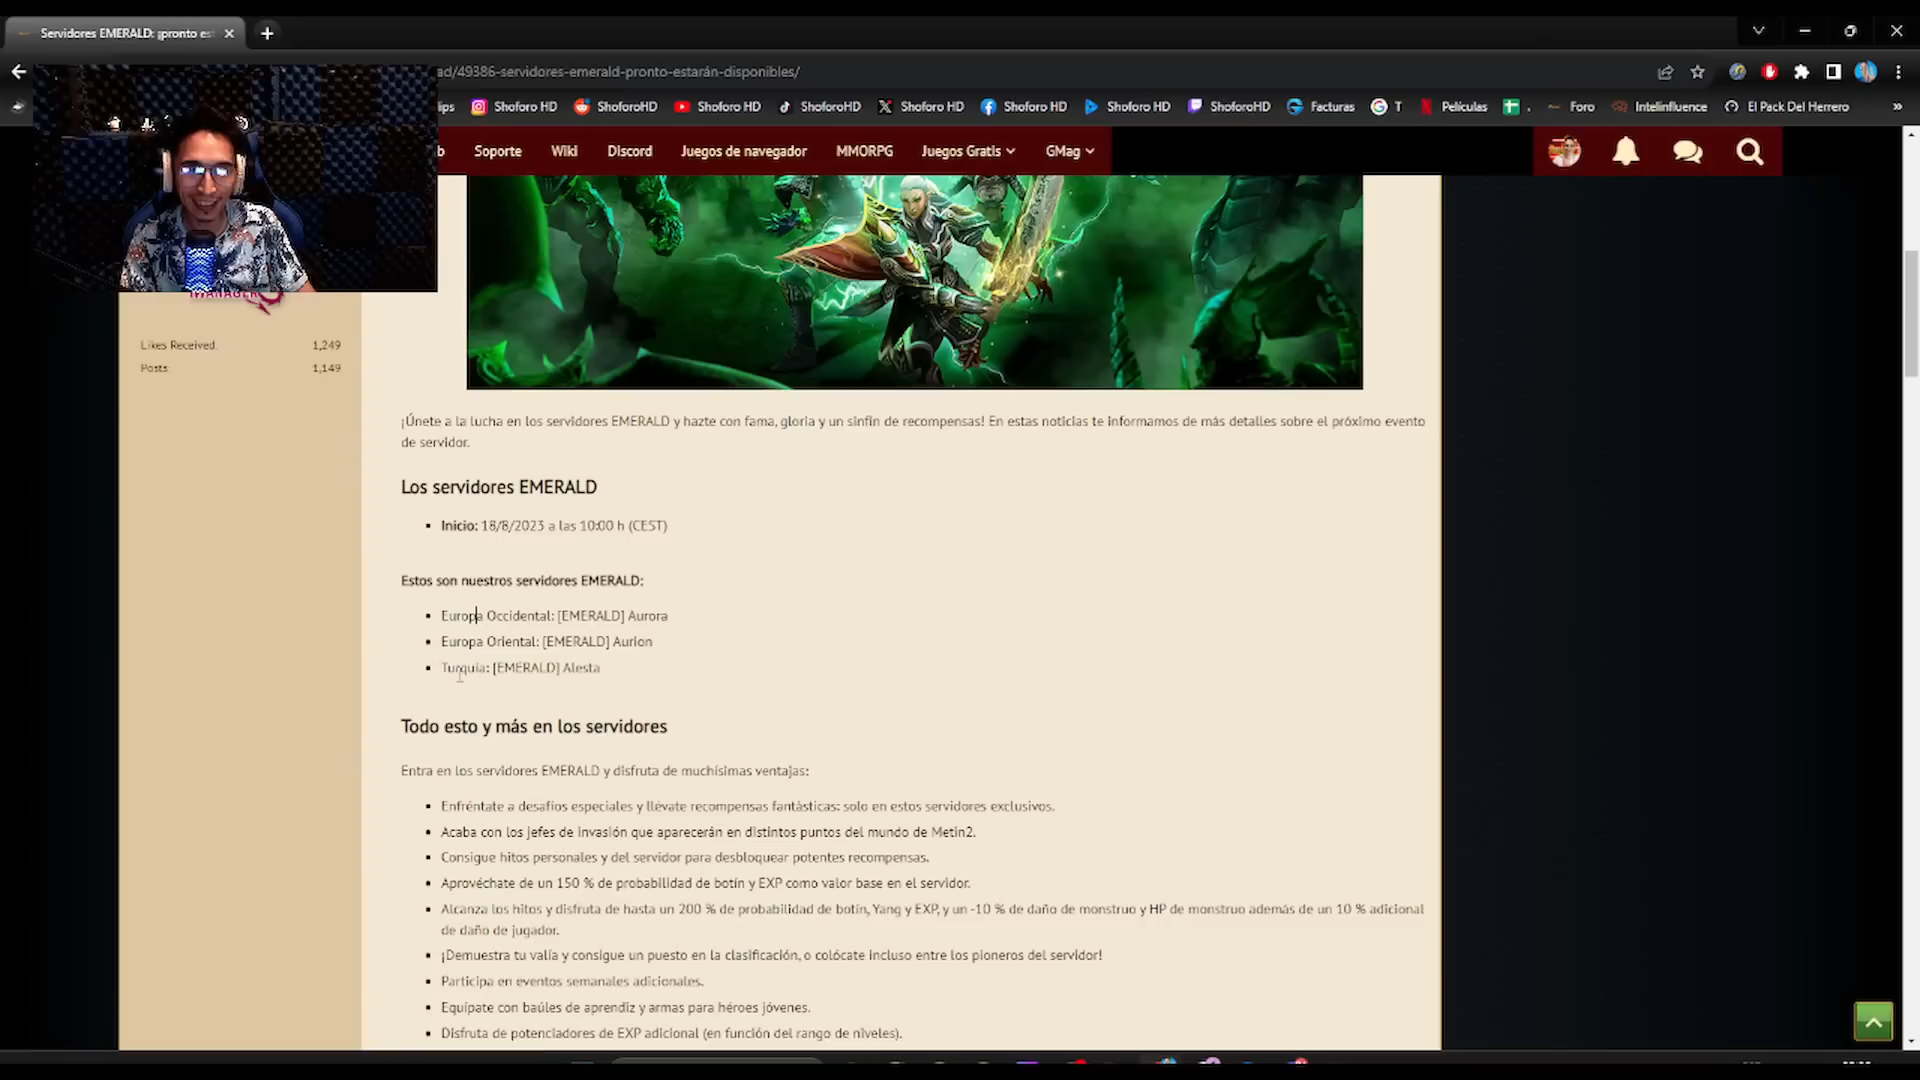 Servidores EMERALD: ¡pronto est
ad/49386-servidores-emerald-pronto-estarán-disponibles/
ips Shoforo HD ShoforoHD Shoforo HD ShoforoHD Shoforo HD Shoforo HD Shoforo HD ShoforoHD Facturas T Películas . Foro Intelinfluence El Pack Del Herrero »
b Soporte Wiki Discord Juegos de navegador MMORPG Juegos Gratis GMag
MANAGER
Likes Received 1,249
Posts 1,149
¡Únete a la lucha en los servidores EMERALD y hazte con fama, gloria y un sinfín de recompensas! En estas noticias te informamos de más detalles sobre el próximo evento
de servidor.
Los servidores EMERALD
Inicio: 18/8/2023 a las 10:00 h (CEST)
Estos son nuestros servidores EMERALD:
Europa Occidental: [EMERALD] Aurora
Europa Oriental: [EMERALD] Aurion
Turquía: [EMERALD] Alesta
Todo esto y más en los servidores
Entra en los servidores EMERALD y disfruta de muchísimas ventajas:
Enfréntate a desafíos especiales y llévate recompensas fantásticas: solo en estos servidores exclusivos.
Acaba con los jefes de invasión que aparecerán en distintos puntos del mundo de Metin2.
Consigue hitos personales y del servidor para desbloquear potentes recompensas.
Aprovéchate de un 150 % de probabilidad de botín y EXP como valor base en el servidor.
Alcanza los hitos y disfruta de hasta un 200 % de probabilidad de botín, Yang y EXP, y un -10 % de daño de monstruo y HP de monstruo además de un 10 % adicional
de daño de jugador.
¡Demuestra tu valía y consigue un puesto en la clasificación, o colócate incluso entre los pioneros del servidor!
Participa en eventos semanales adicionales.
Equípate con baúles de aprendiz y armas para héroes jóvenes.
Disfruta de potenciadores de EXP adicional (en función del rango de niveles).